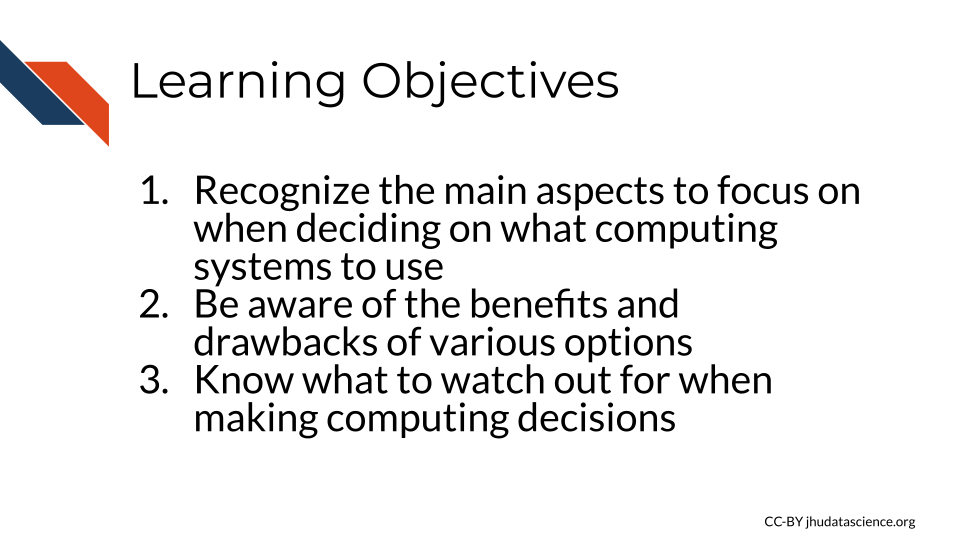 Learning Objectives
1. Recognize the main aspects to focus on
when deciding on what computing
systems to use
2. Be aware of the benefits and
drawbacks of various options
3. Know what to watch out for when
making computing decisions
CC-BY jhudatascience.org